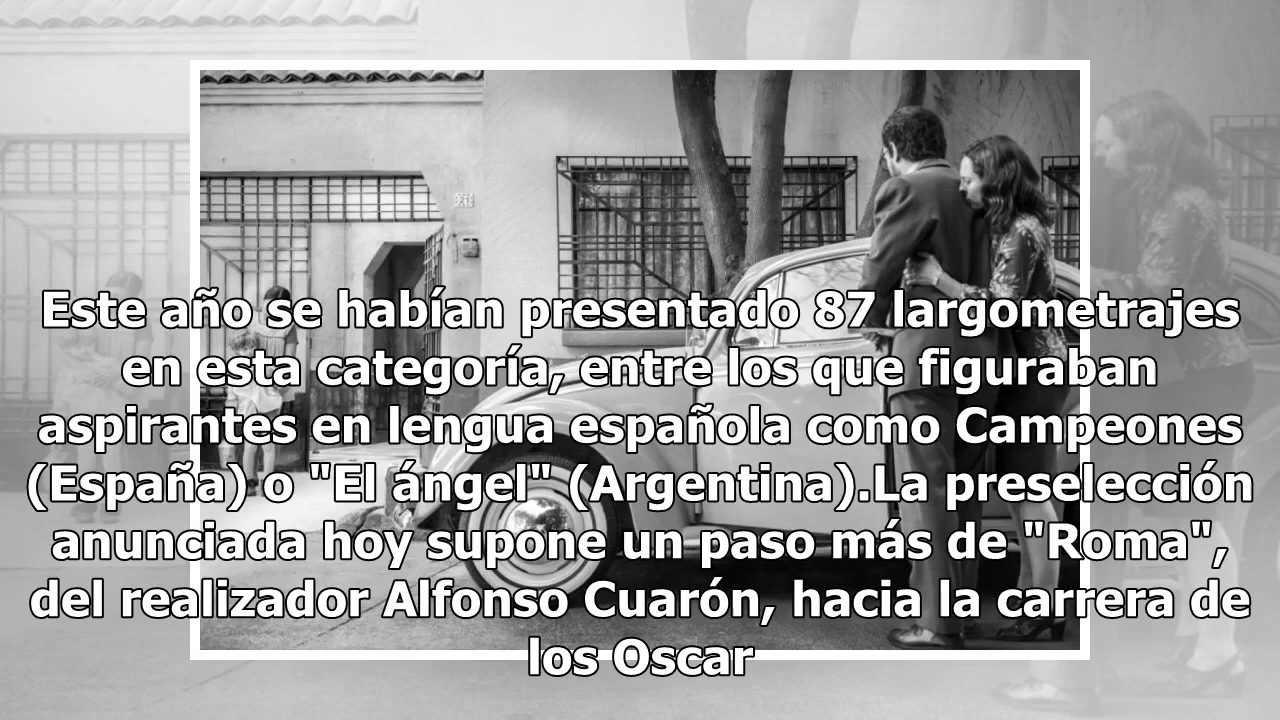 Este año se habían presentado 87 largometrajes
en esta categoría, entre los que figuraban
aspirantes en lengua española como Campeones
(España) o "El ángel" (Argentina).La preselección
anunciada hoy supone un paso más de "Roma",
del realizador Alfonso Cuarón, hacia la carrera de
los Oscar